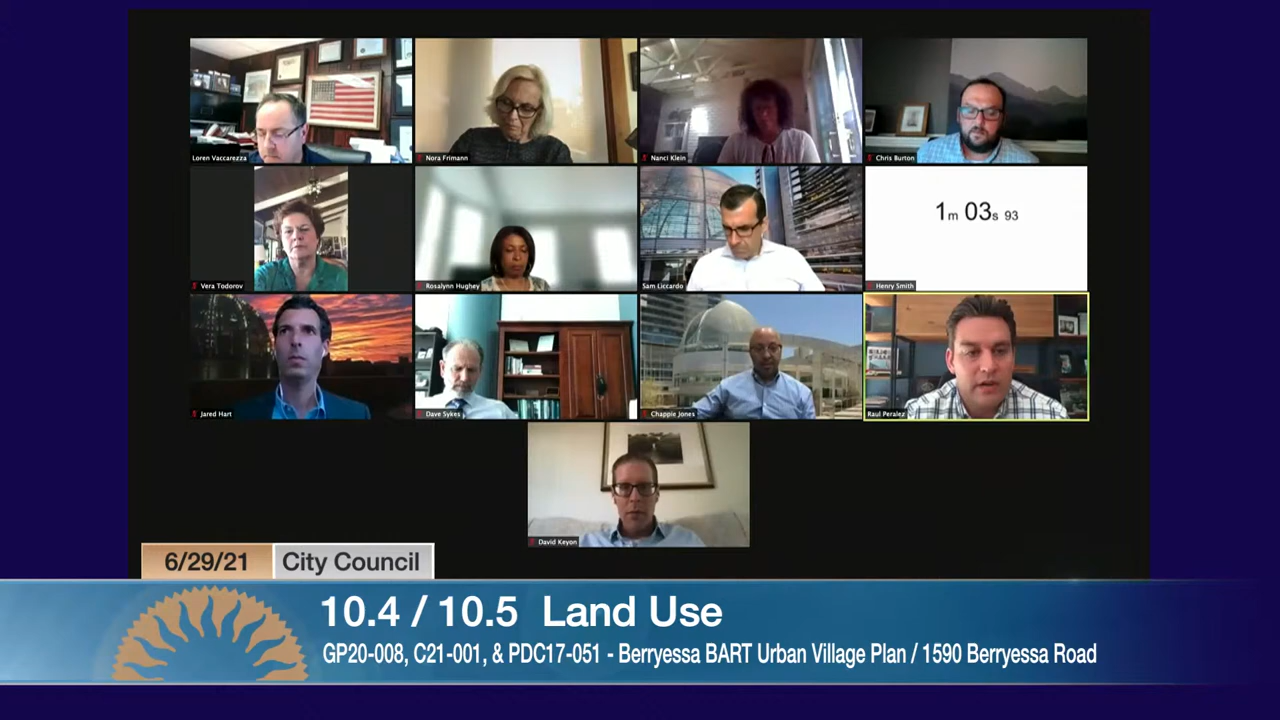 Loren Vaccarezza
Nora Frimann
Nanci Klein
Chris Burton
Vera Todorov
Rosalynn Hughey
Sam Liccardo
1m 03s 93
Henry Smith
Jared Hart
Dave Sykes
Chappie Jones
Raul Peralez
David Keyon
6/29/21 City Council
10.4 / 10.5 Land Use
GP20-008, C21-001, & PDC17-051 - Berryessa BART Urban Village Plan / 1590 Berryessa Road